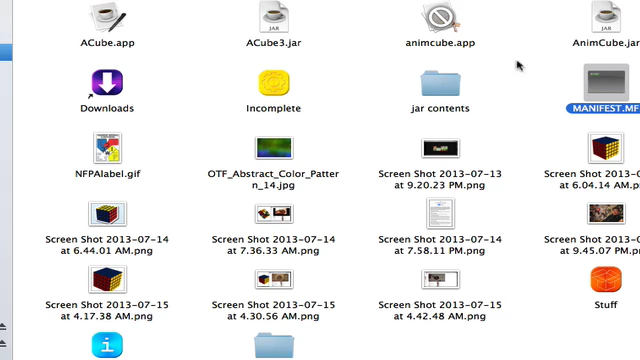 ACube.app
ACube3.jar
animcube.app
AnimCube.jar
Downloads
Incomplete
jar contents
MANIFEST.MF
NFPAlabel.gif
OTF_Abstract_Color_Patter
n_14.jpg
Screen Shot 2013-07-13
at 9.20.23 PM.png
Screen Shot 2013-0
at 6.04.14 AM.pn
Screen Shot 2013-07-14
at 6.44.01 AM.png
Screen Shot 2013-07-14
at 7.36.33 AM.png
Screen Shot 2013-07-14
at 7.58.11 PM.png
Screen Shot 2013-0
at 9.45.07 PM.pn
Screen Shot 2013-07-15
at 4.17.38 AM.png
Screen Shot 2013-07-15
at 4.30.56 AM.png
Screen Shot 2013-07-15
at 4.42.48 AM.png
Stuff